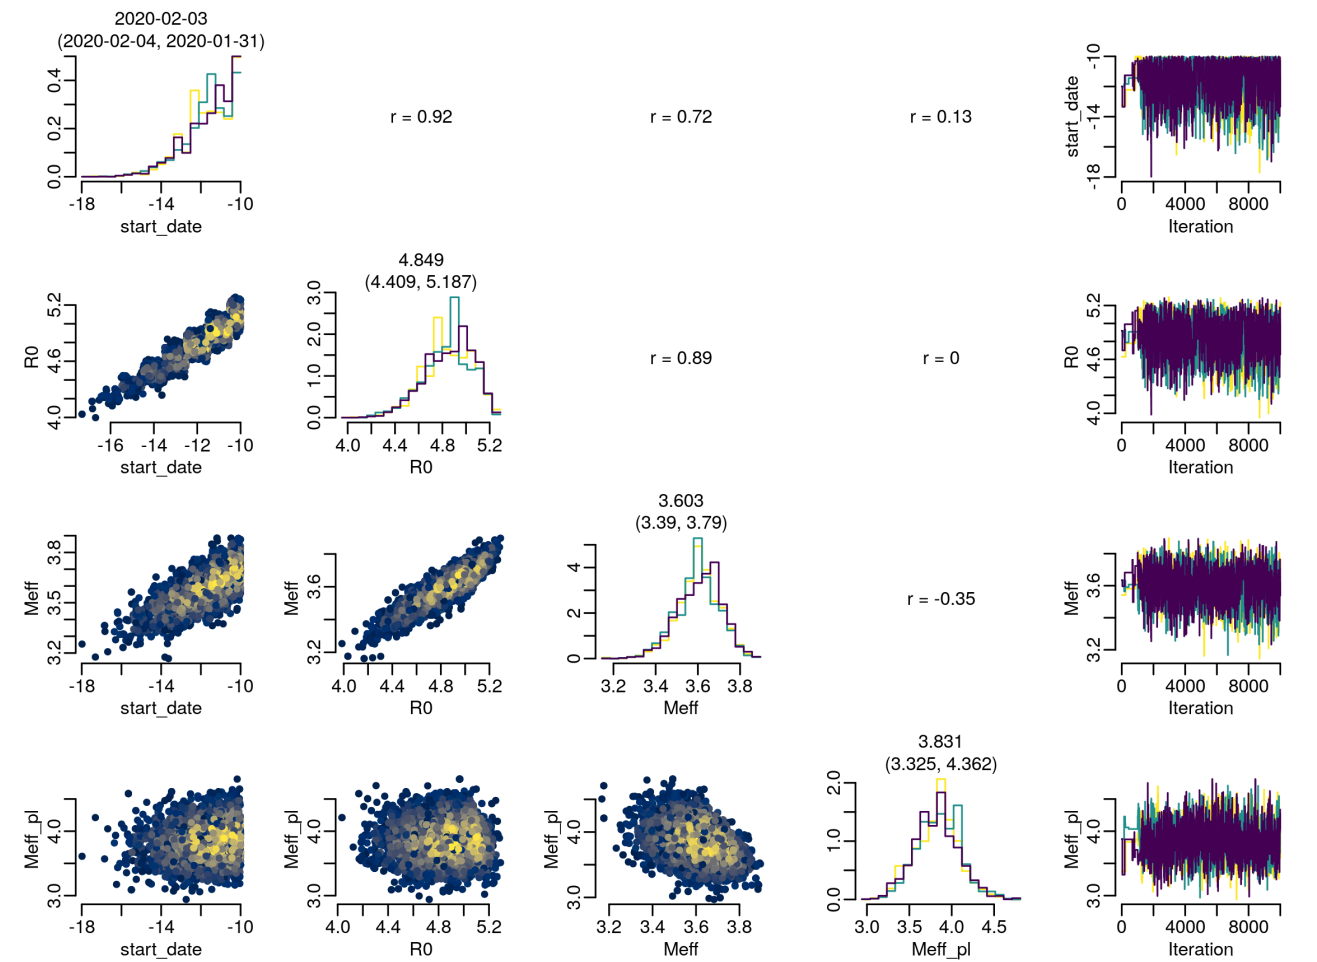 2020-02-03
(2020-02-04, 2020-01-31)
0.0 0.2 0.4
-18 -14 -10
start_date
r = 0.92
r = 0.72
r = 0.13
start_date
-18 -14 -10
0 4000 8000
Iteration
R0
4.0 4.6 5.2
-16 -14 -12 -10
start_date
4.849
(4.409, 5.187)
0.0 1.0 2.0 3.0
4.0 4.4 4.8 5.2
R0
r = 0.89
r = 0
R0
4.0 4.6 5.2
0 4000 8000
Iteration
Meff
3.2 3.5 3.8
-18 -14 -10
start_date
Meff
3.2 3.6
4.0 4.4 4.8 5.2
R0
3.603
(3.39, 3.79)
0 2 4
3.2 3.4 3.6 3.8
Meff
r = -0.35
Meff
3.2 3.6
0 4000 8000
Iteration
Meff_pl
3.0 4.0
-18 -14 -10
start_date
Meff_pl
3.0 4.0
4.0 4.4 4.8 5.2
R0
Meff_pl
3.0 4.0
3.2 3.4 3.6 3.8
Meff
3.831
(3.325, 4.362)
0.0 1.0 2.0
3.0 3.5 4.0 4.5
Meff_pl
Meff_pl
3.0 4.0
0 4000 8000
Iteration